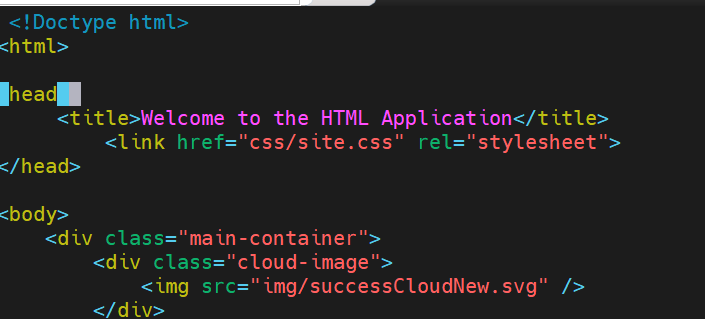 <!Doctype html>
<html>
<head>
<title>Welcome to the HTML Application</title>
<link href="css/site.css" rel="stylesheet">
</head>
<body>
<div class="main-container">
<div class="cloud-image">
<img src="img/successCloudNew.svg" />
</div>